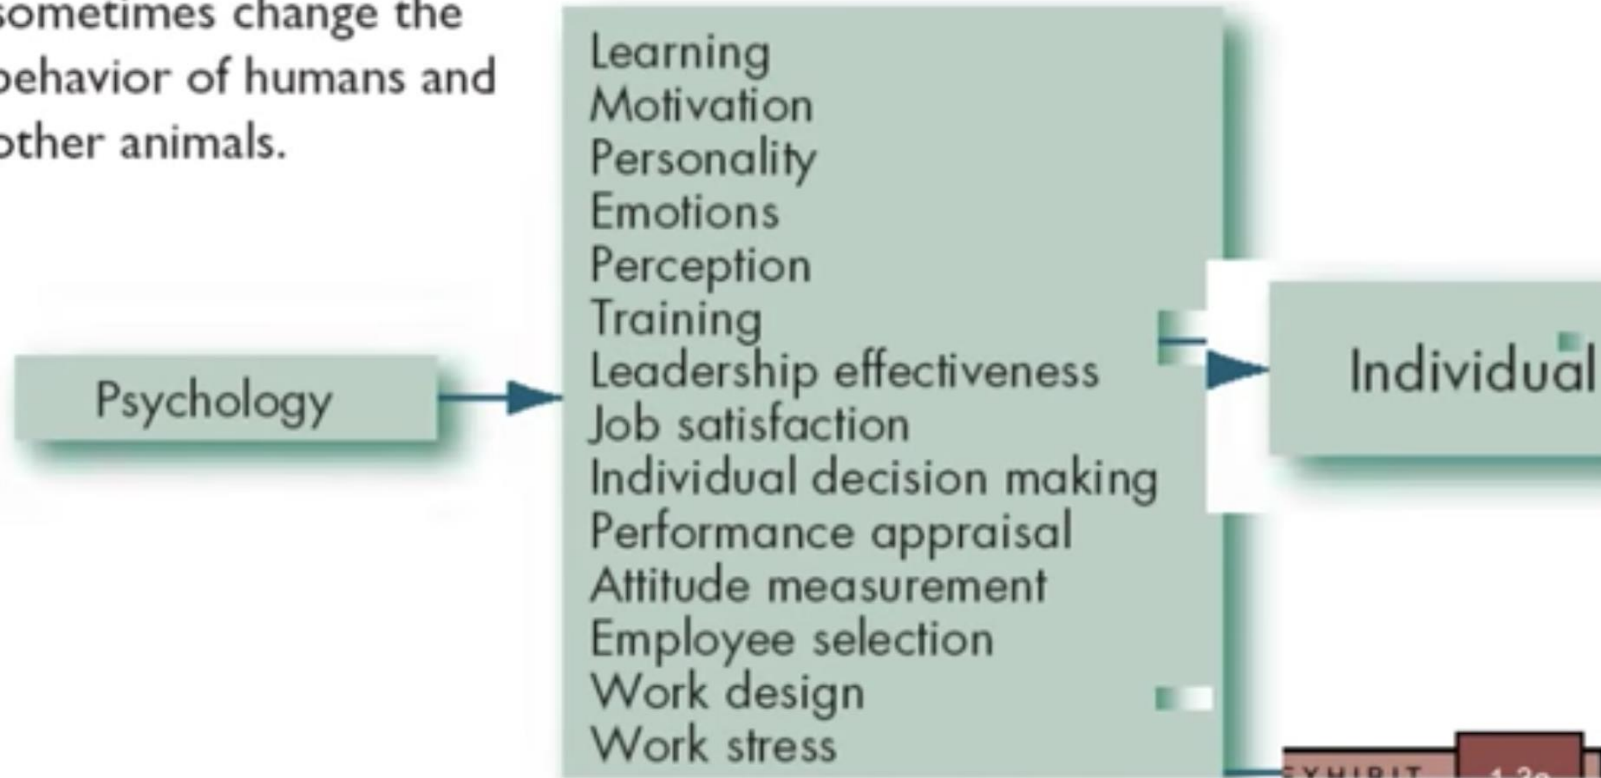 sometimes change the
behavior of humans and
other animals.
Psychology
Learning
Motivation
Personality
Emotions
Perception
Training
Leadership effectiveness
Job satisfaction
Individual decision making
Performance appraisal
Attitude measurement
Employee selection
Work design
Work stress
Individual
EXHIBIT